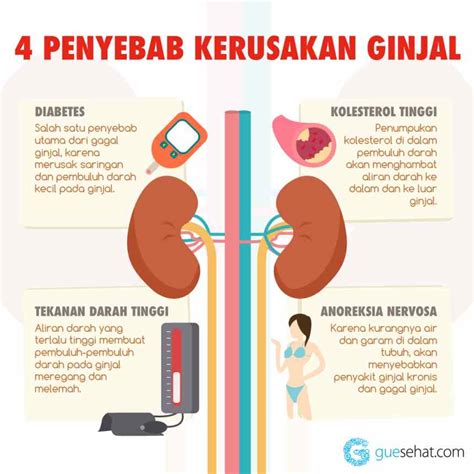 4 PENYEBAB KERUSAKAN GINJAL
DIABETES
Salah satu penyebab
utama dari gagal
ginjal, karena
merusak saringan
dan pembuluh darah
kecil pada ginjal.
KOLESTEROL TINGGI
Penumpukan
kolesterol di dalam
pembuluh darah
akan menghambat
aliran darah ke
dalam dan ke luar
ginjal.
TEKANAN DARAH TINGGI
Aliran darah yang
terlalu tinggi membuat
pembuluh-pembuluh
darah pada ginjal
meregang dan
melemah.
ANOREKSIA NERVOSA
Karena kurangnya air
dan garam di dalam
tubuh, akan
menyebabkan
penyakit ginjal kronis
dan gagal ginjal.
guesehat.com